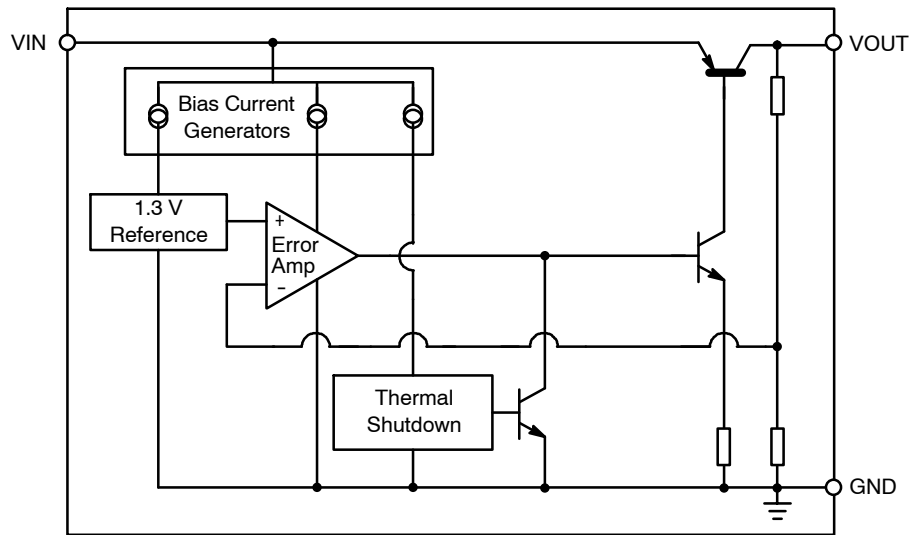 VIN
VOUT
Bias Current
Generators
1.3 V
Reference
+
Error
Amp
−
Thermal
Shutdown
GND